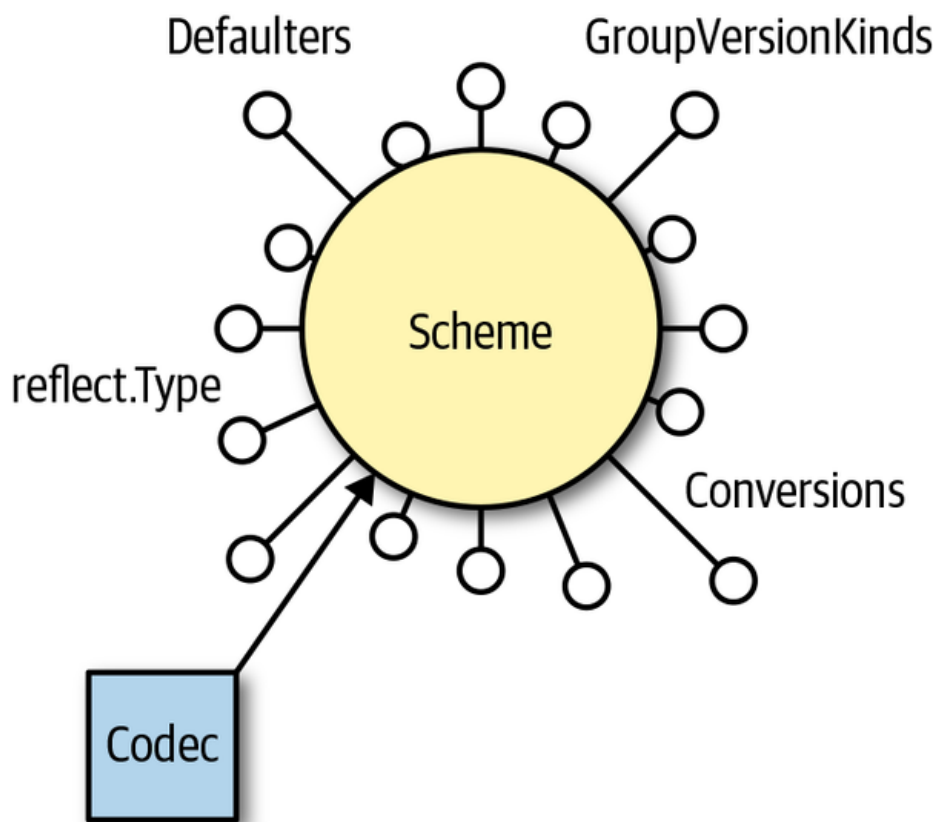 Defaulters
GroupVersionKinds
Scheme
reflect.Type
Conversions
Codec